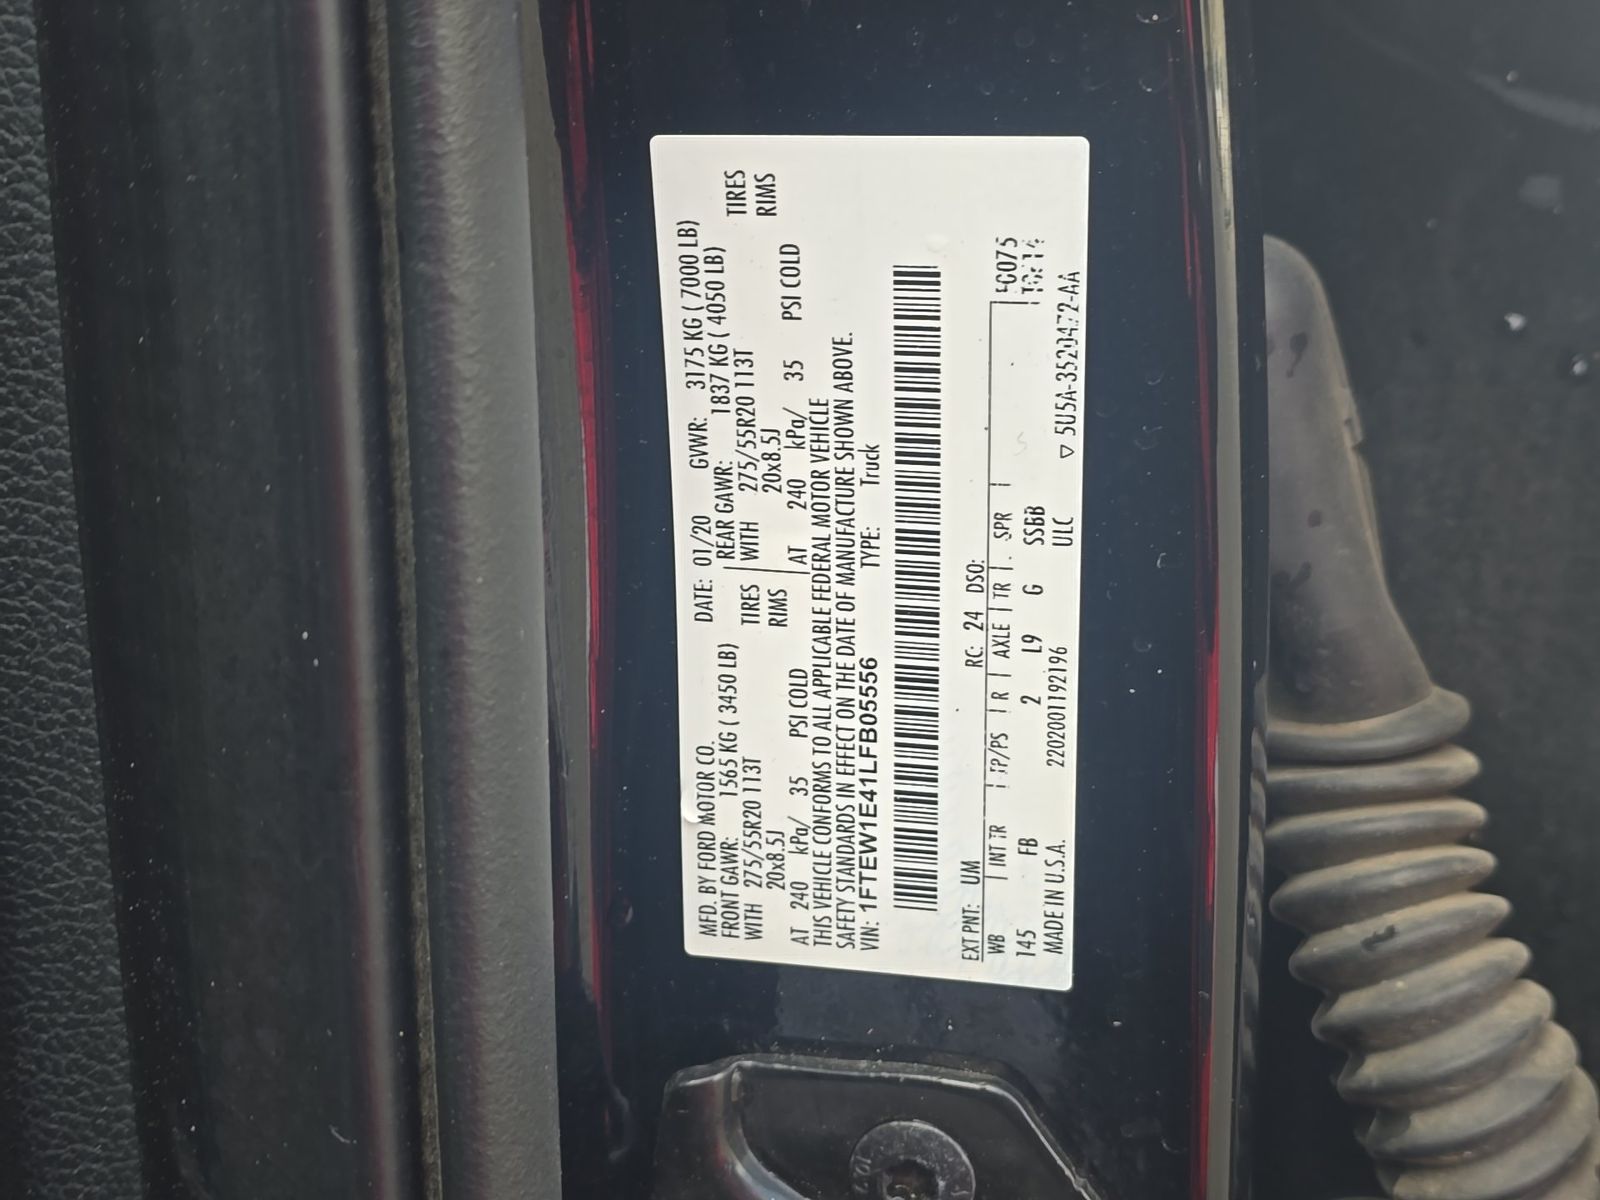 MFD. BY FORD MOTOR CO. DATE: 01/20 GVWR: 3175 KG ( 7000 LB)
FRONT GAWR: 1565 KG ( 3450 LB) REAR GAWR: 1837 KG ( 4050 LB)
WITH 275/55R20 113T TIRES WITH 275/55R20 113T TIRES
20x8.5J RIMS 20x8.5J RIMS
AT 240 kPa/ 35 PSI COLD AT 240 kPa/ 35 PSI COLD
THIS VEHICLE CONFORMS TO ALL APPLICABLE FEDERAL MOTOR VEHICLE
SAFETY STANDARDS IN EFFECT ON THE DATE OF MANUFACTURE SHOWN ABOVE.
VIN: 1FTEW1E41LFB05556 TYPE: Truck
EXT PNT: UM RC: 24 DSO:
WB INT TR TP/PS R AXLE TR SPR
145 FB 2 L9 G SSBB
MADE IN U.S.A. 2202001192196 ULC
▽ 5U5A-3520472-AA